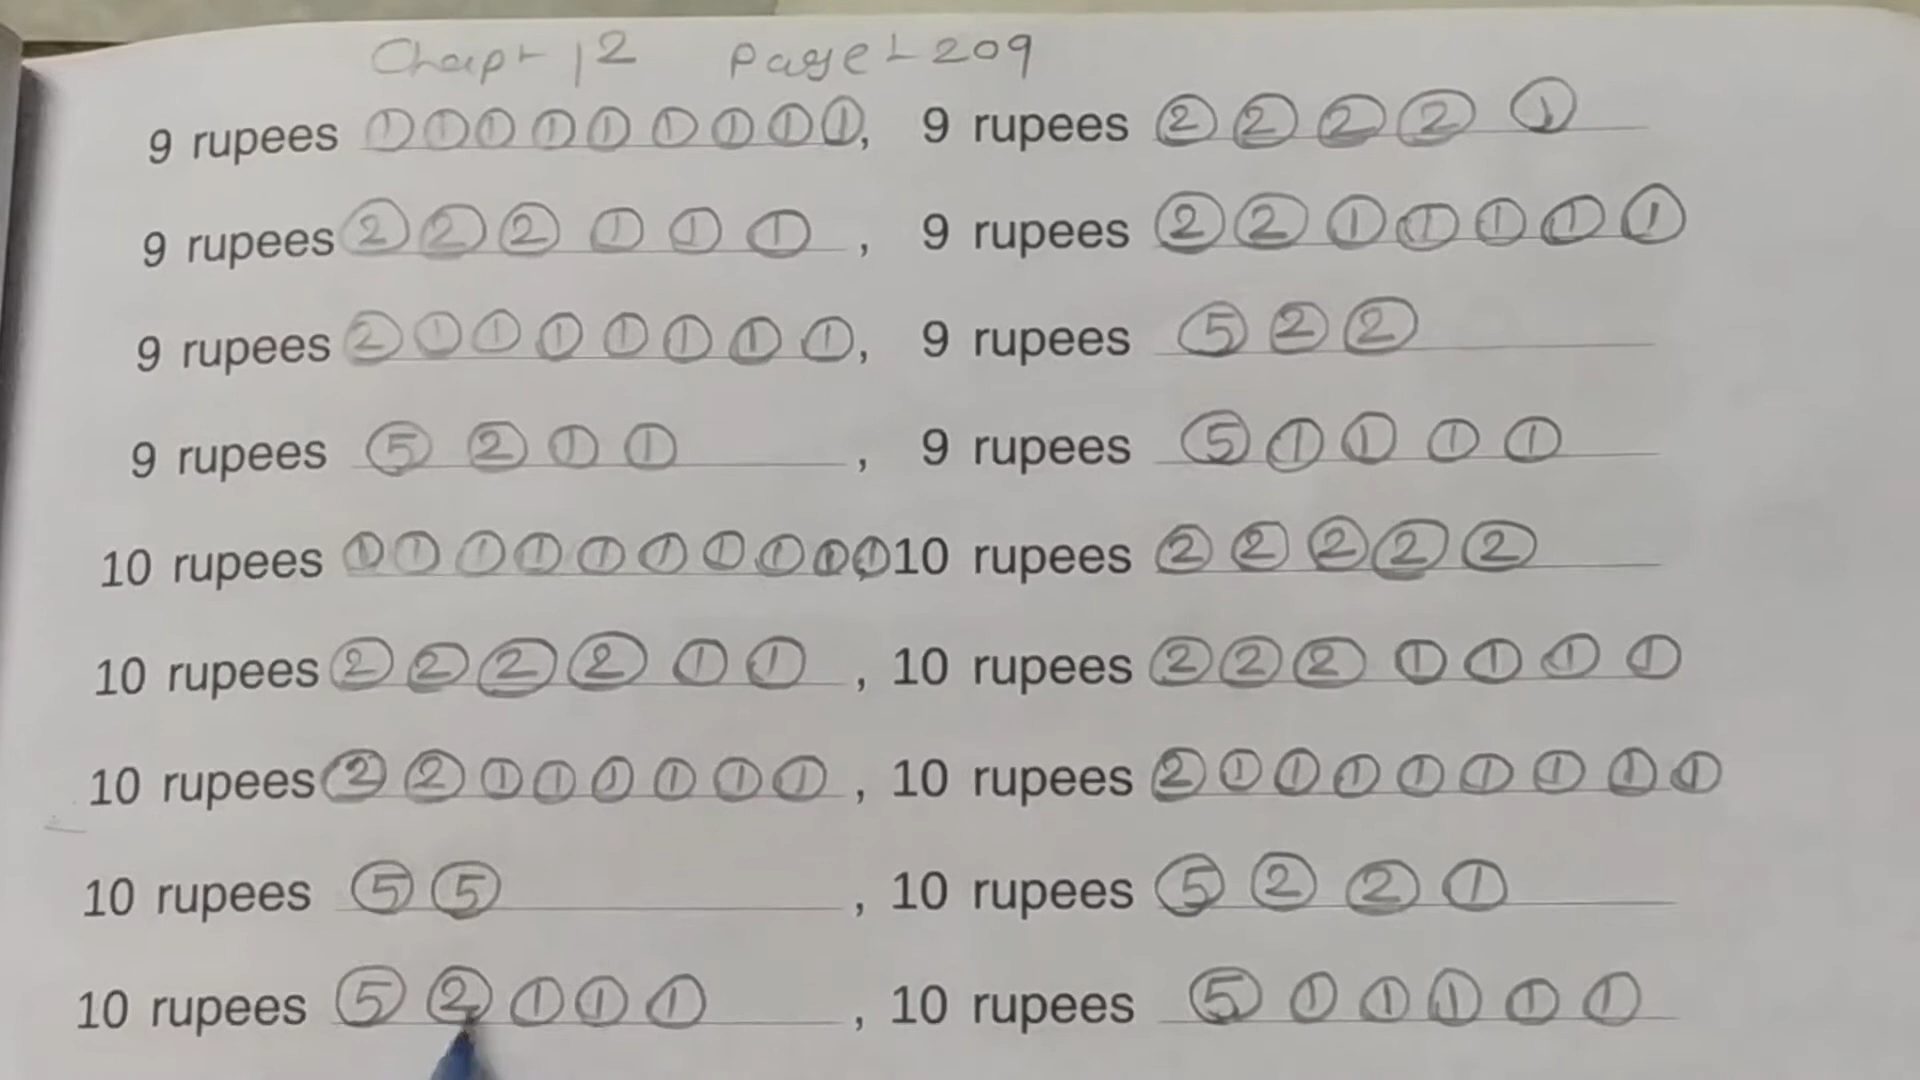 Chapt 12 Page 209
9 rupees ① ① ① ① ① ① ① ① ①, 9 rupees ② ② ② ② ①
9 rupees ② ② ② ① ① ① , 9 rupees ② ② ① ① ① ① ①
9 rupees ② ① ① ① ① ① ① ①, 9 rupees ⑤ ② ②
9 rupees ⑤ ② ① ① , 9 rupees ⑤ ① ① ① ①
10 rupees ① ① ① ① ① ① ① ① ① ① 10 rupees ② ② ② ② ②
10 rupees ② ② ② ② ① ① , 10 rupees ② ② ② ① ① ① ①
10 rupees ② ② ① ① ① ① ① ① , 10 rupees ② ① ① ① ① ① ① ① ①
10 rupees ⑤ ⑤ , 10 rupees ⑤ ② ② ①
10 rupees ⑤ ② ① ① ① , 10 rupees ⑤ ① ① ① ① ①